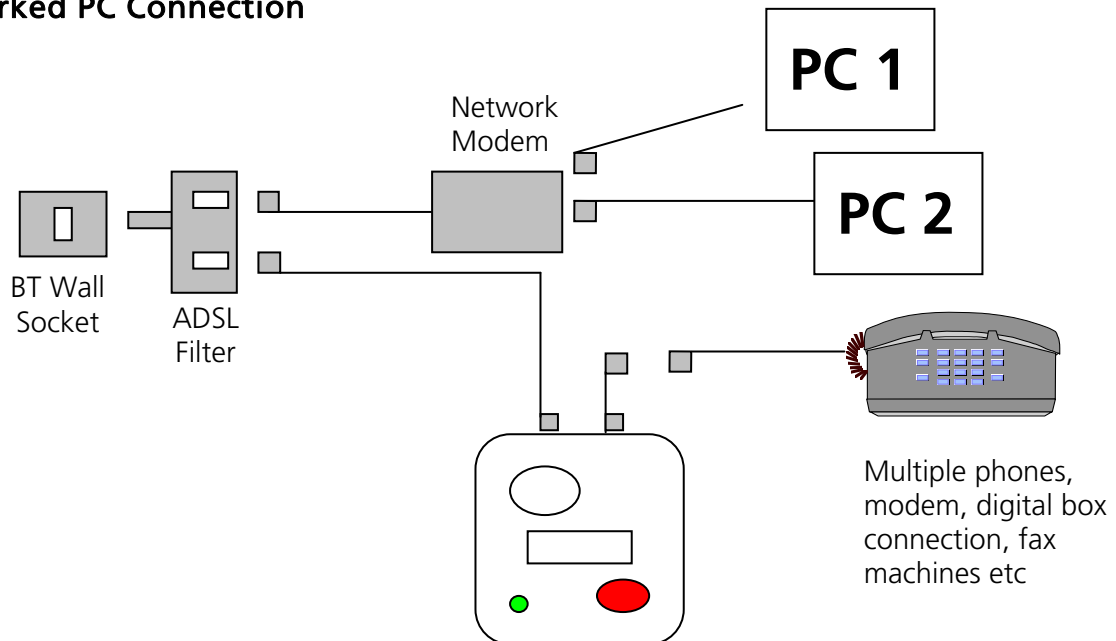 rked PC Connection
PC 1
Network
Modem
PC 2
BT Wall
Socket
ADSL
Filter
Multiple phones,
modem, digital box
connection, fax
machines etc